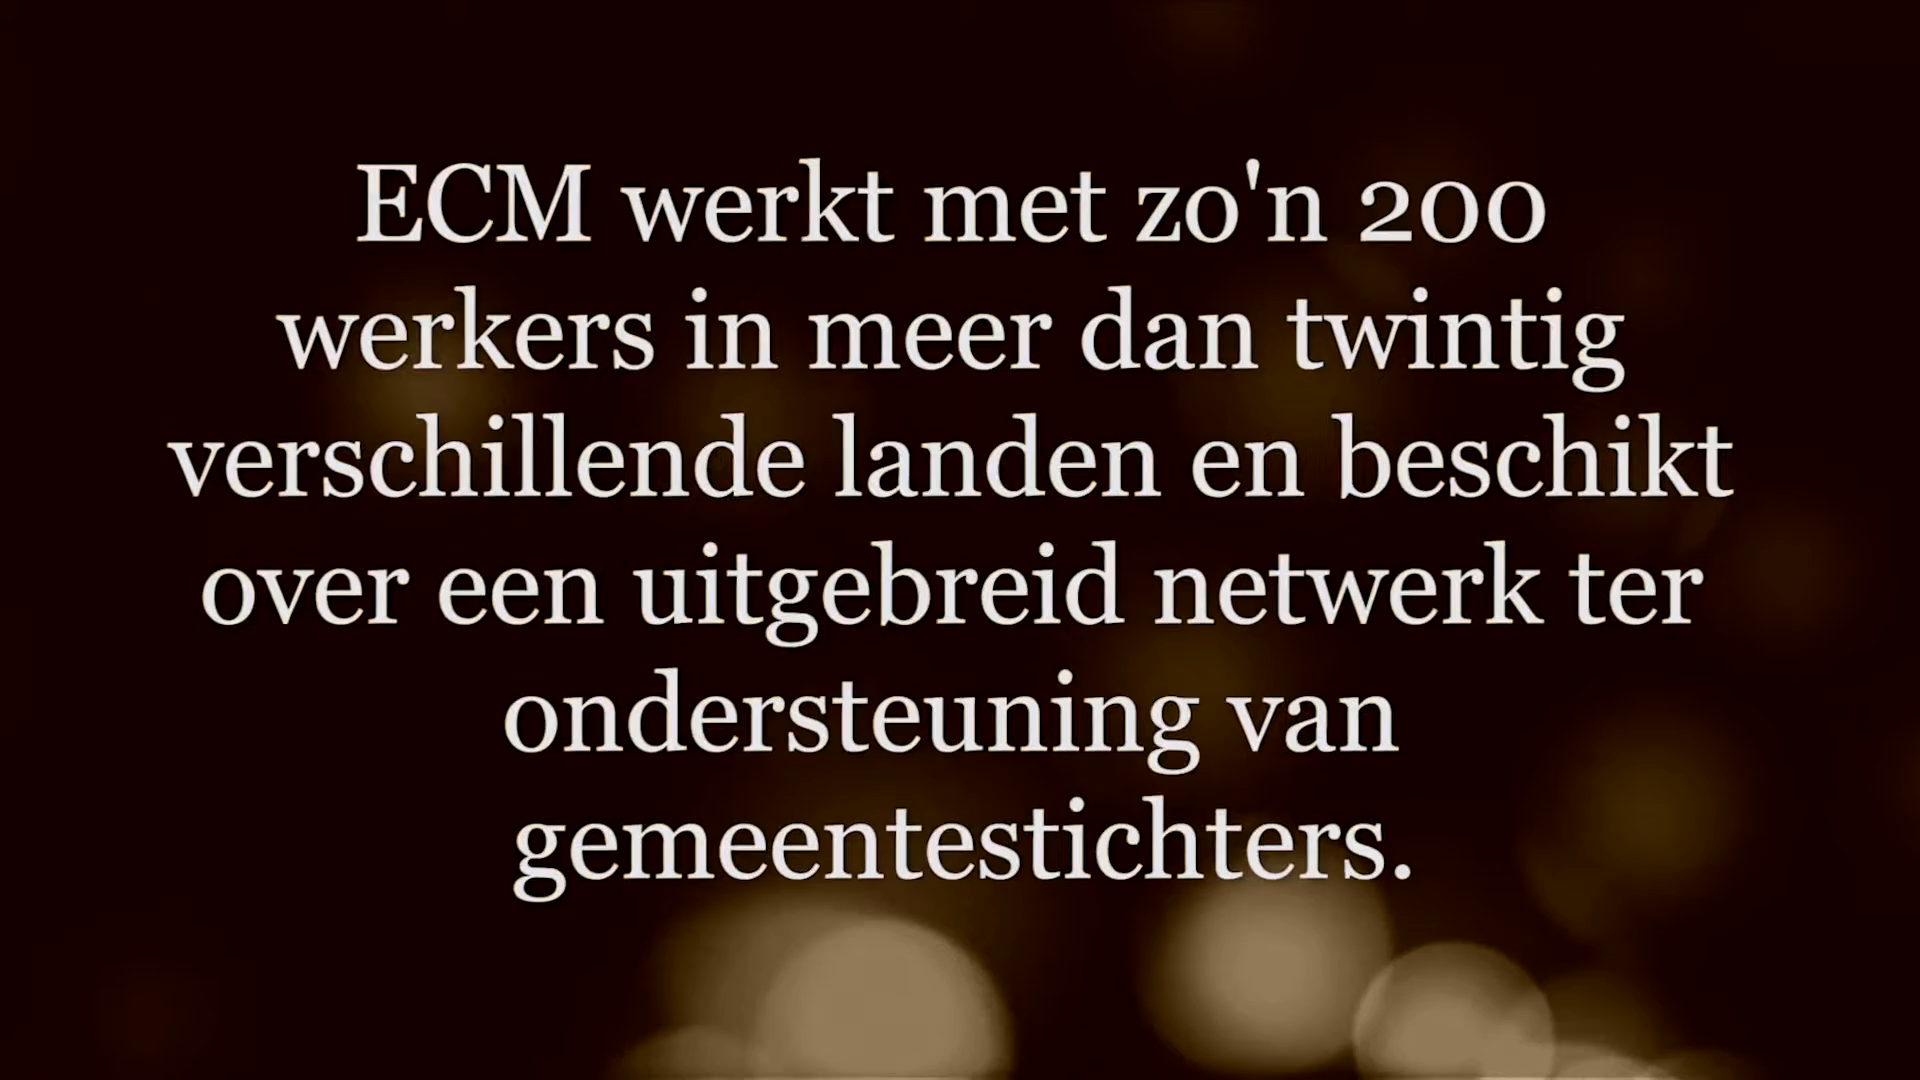 ECM werkt met zo'n 200
werkers in meer dan twintig
verschillende landen en beschikt
over een uitgebreid netwerk ter
ondersteuning van
gemeentestichters.